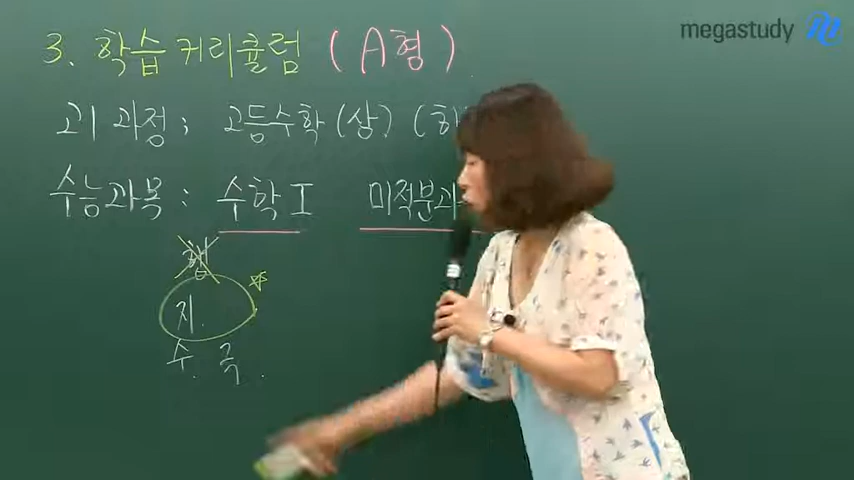 megastudy
3. 학습 커리큘럼 (A형)
고1 과정 ; 고등수학 (상) (하
수능과목 : 수학 I 미적분과
지.
수. 극.